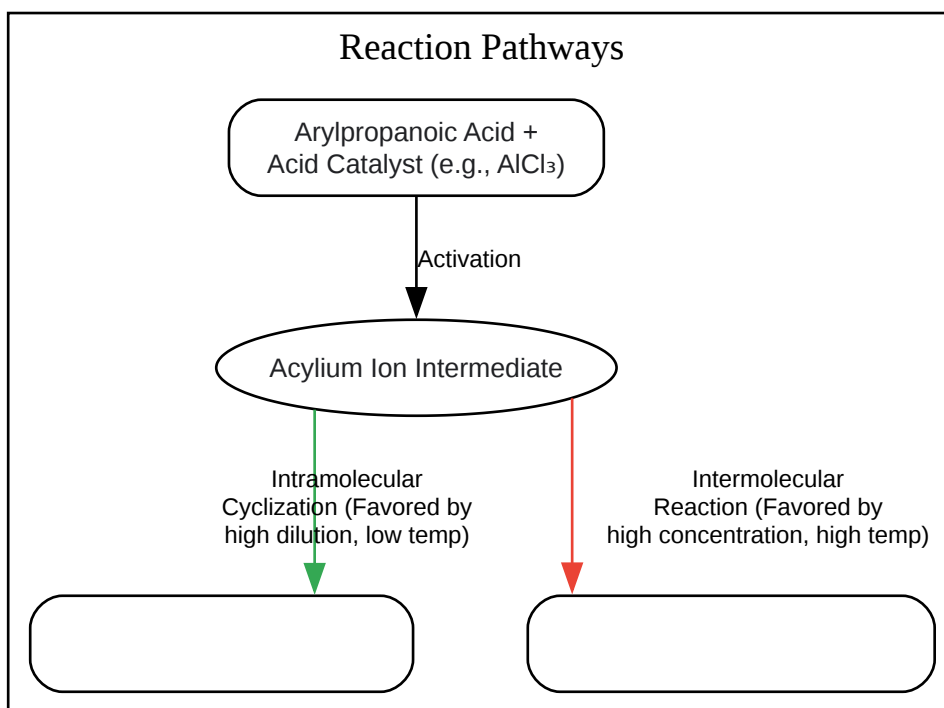 Reaction Pathways
Arylpropanoic Acid +
Acid Catalyst (e.g., AlCl₃)
Activation
Acylium Ion Intermediate
Intramolecular
Cyclization (Favored by
high dilution, low temp)
Intermolecular
Reaction (Favored by
high concentration, high temp)